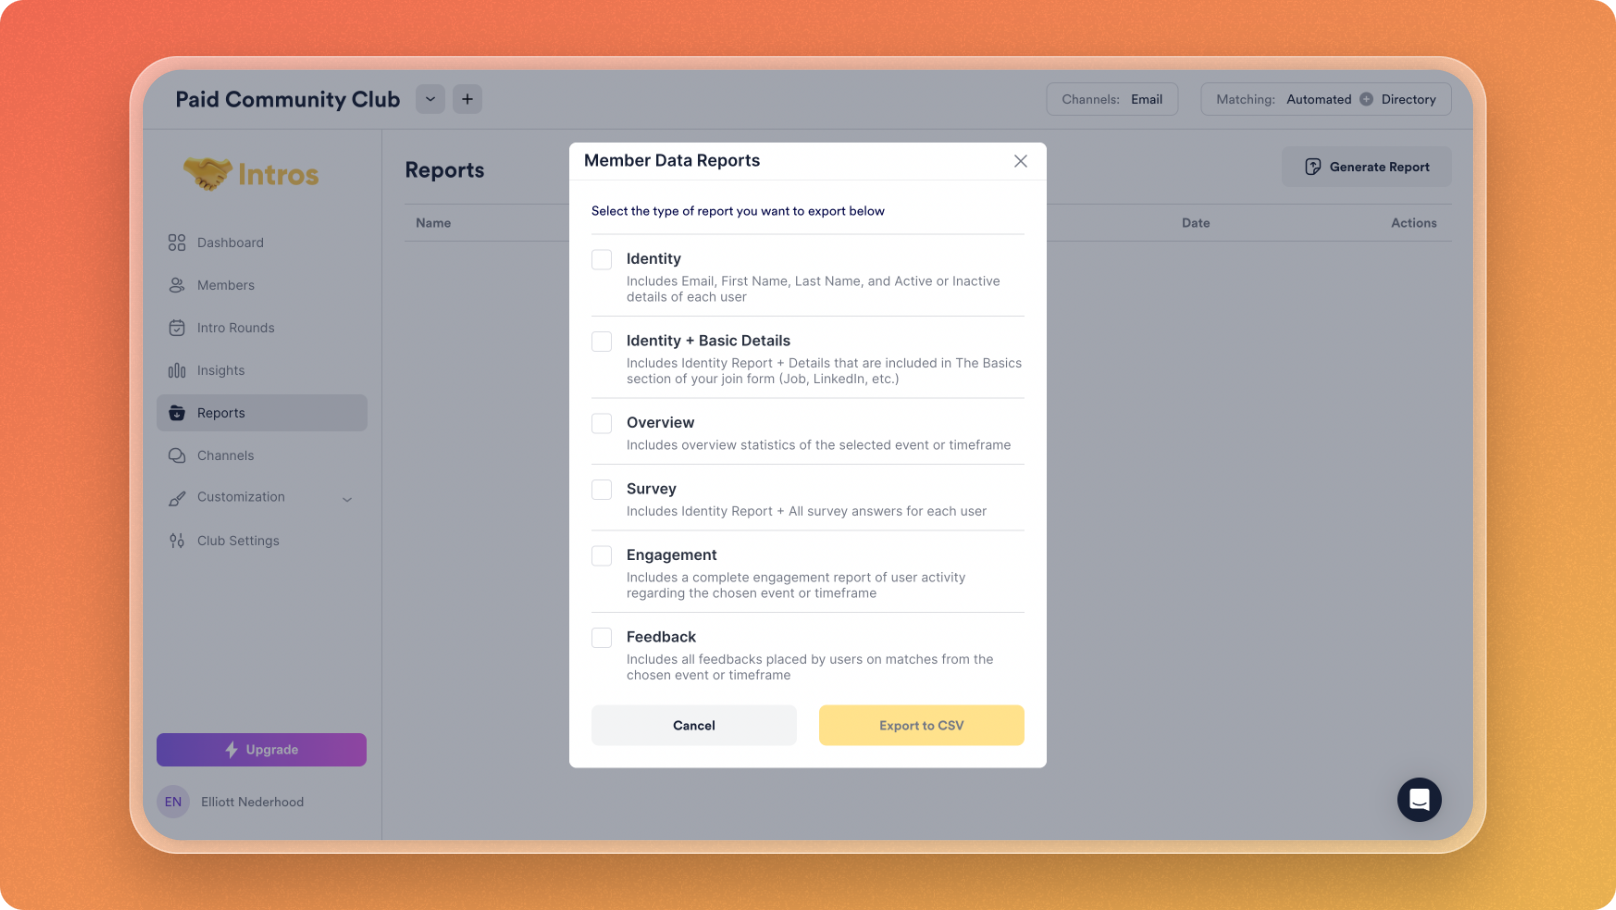 Paid Community Club
Channels: Email
Matching: Automated Directory
Intros
Dashboard
Members
Intro Rounds
Insights
Reports
Channels
Customization
Club Settings
Upgrade
EN Elliott Nederhood
Reports
Generate Report
Name Date Actions
Member Data Reports
Select the type of report you want to export below
Identity
Includes Email, First Name, Last Name, and Active or Inactive
details of each user
Identity + Basic Details
Includes Identity Report + Details that are included in The Basics
section of your join form (Job, LinkedIn, etc.)
Overview
Includes overview statistics of the selected event or timeframe
Survey
Includes Identity Report + All survey answers for each user
Engagement
Includes a complete engagement report of user activity
regarding the chosen event or timeframe
Feedback
Includes all feedbacks placed by users on matches from the
chosen event or timeframe
Cancel
Export to CSV